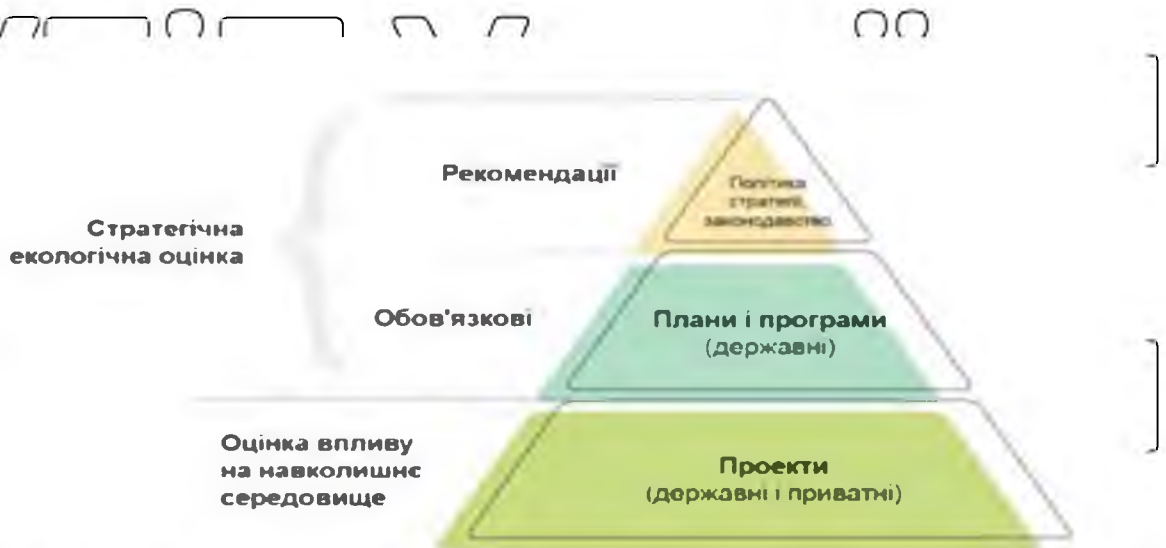 Рекомендації
Політика
стратегії,
законодавство
Стратегічна
екологічна оцінка
Обов'язкові
Плани і програми
(державні)
Оцінка впливу
на навколишнє
середовище
Проекти
(державні і приватні)